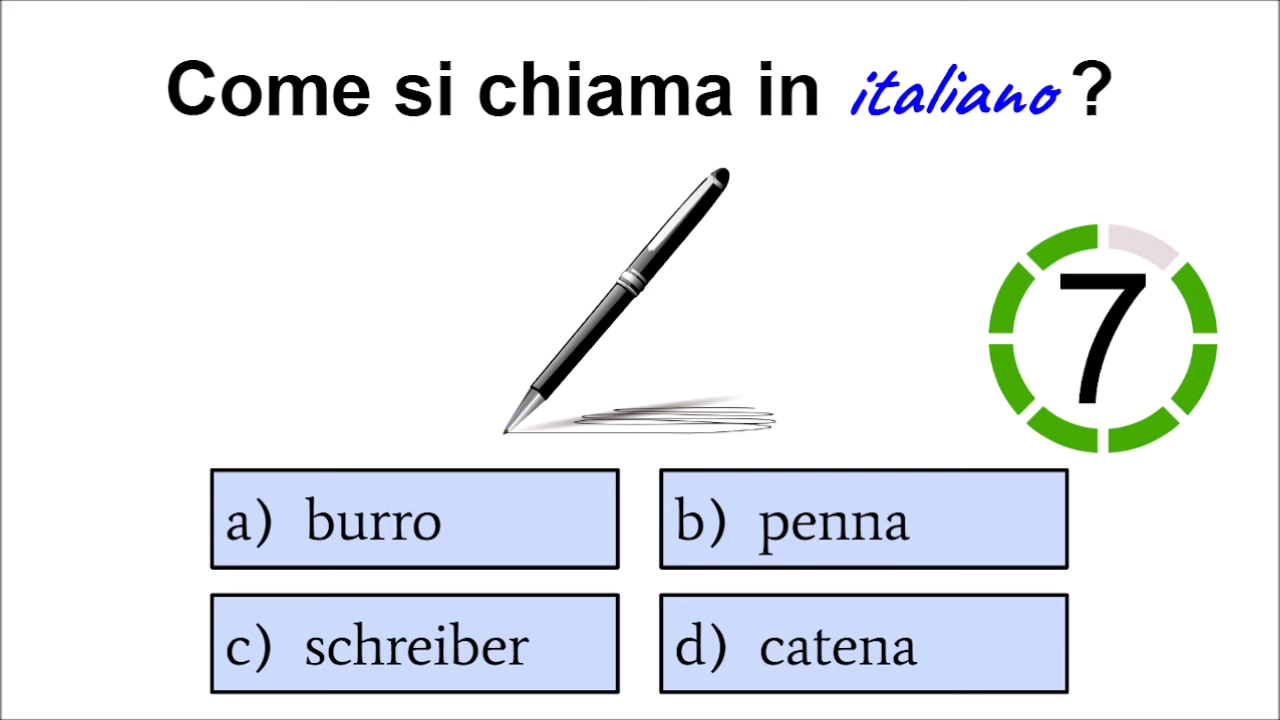 Come si chiama in italiano ?
7
a) burro
b) penna
c) schreiber
d) catena